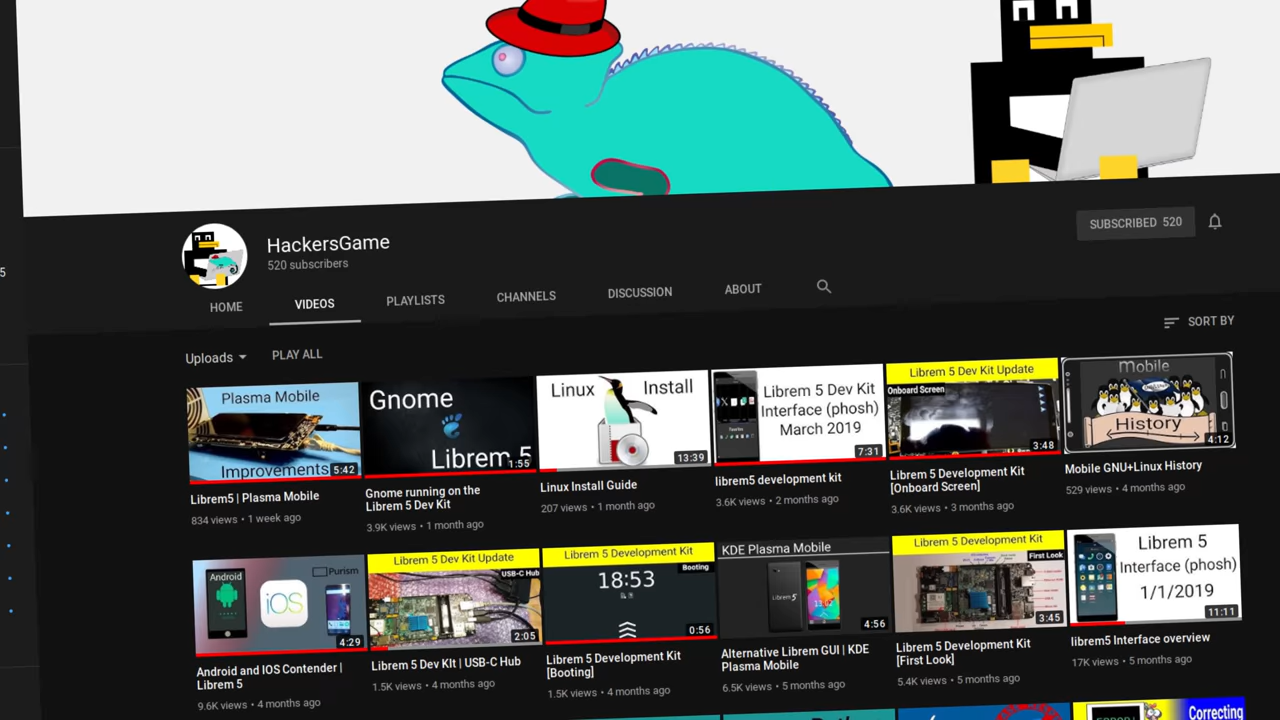 5
HackersGame
520 subscribers
SUBSCRIBED 520
HOME
VIDEOS
PLAYLISTS
CHANNELS
DISCUSSION
ABOUT
SORT BY
Uploads
PLAY ALL
Plasma Mobile
Improvements
5:42
Librem5 | Plasma Mobile
834 views • 1 week ago
Gnome
Librem 5
1:55
Gnome running on the
Librem 5 Dev Kit
3.9K views • 1 month ago
Linux Install
13:39
Linux Install Guide
207 views • 1 month ago
Librem 5 Dev Kit
Interface (phosh)
March 2019
7:31
librem5 development kit
3.6K views • 2 months ago
Librem 5 Dev Kit Update
Onboard Screen
3:48
Librem 5 Development Kit
[Onboard Screen]
3.6K views • 3 months ago
Mobile
History
4:12
Mobile GNU+Linux History
529 views • 4 months ago
Android
iOS
Purism
4:29
Android and IOS Contender |
Librem 5
9.6K views • 4 months ago
Librem 5 Dev Kit Update
USB-C Hub
2:05
Librem 5 Dev KIt | USB-C Hub
1.5K views • 4 months ago
Librem 5 Development Kit
Booting
18:53
0:56
Librem 5 Development Kit
[Booting]
1.5K views • 4 months ago
KDE Plasma Mobile
Librem 5
11:02
4:56
Alternative Librem GUI | KDE
Plasma Mobile
6.5K views • 5 months ago
Librem 5 Development Kit
First Look
3:45
Librem 5 Development Kit
[First Look]
5.4K views • 5 months ago
Librem 5
Interface (phosh)
1/1/2019
11:11
librem5 Interface overview
17K views • 5 months ago
Correcting